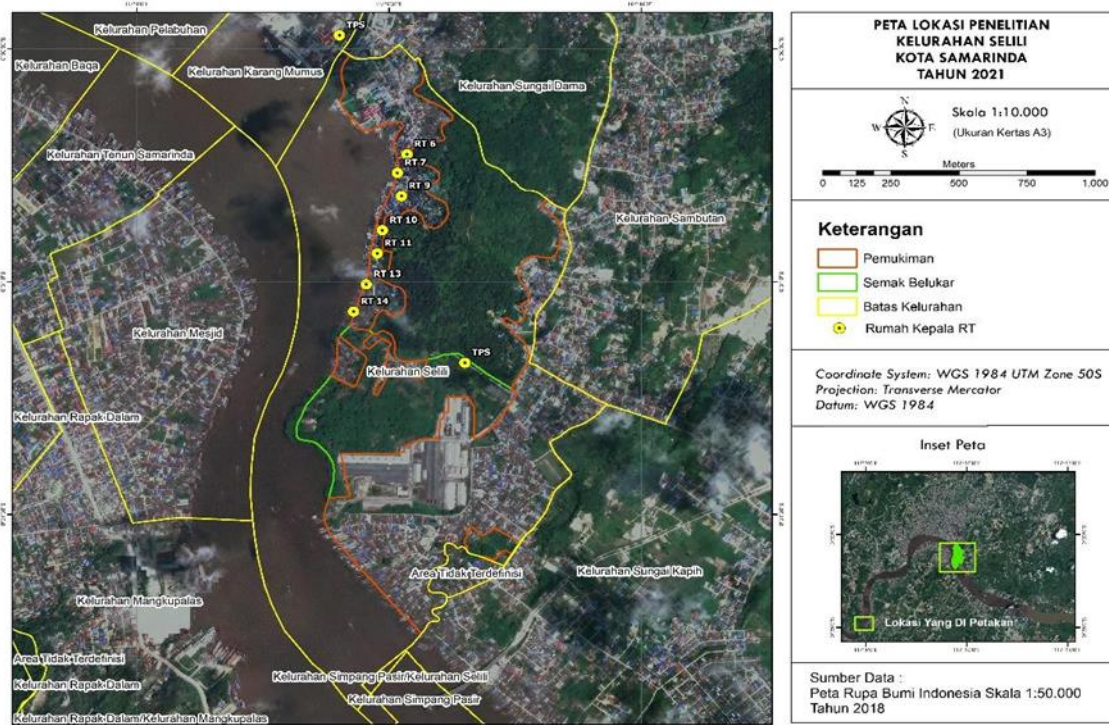 TPS
Kelurahan Pelabuhan
Kelurahan Baqa
Kelurahan Karang Mumus
Kelurahan Sungai Dama
Kelurahan Tenun Samarinda
RT 6
RT 7
RT 9
RT 10
RT 11
RT 13
RT 14
Kelurahan Sambutan
Kelurahan Mesjid
TPS
Kelurahan Selili
Kelurahan Rapak-Dalam
Area Tidak Terdefinisi
Kelurahan Sungai Kapih
Kelurahan Mangkupalas
Area Tidak Terdefinisi
Kelurahan Rapak-Dalam
Kelurahan Simpang Pasir/Kelurahan Selili
Kelurahan Simpang Pasir
Kelurahan Rapak-Dalam/Kelurahan Mangkupalas
PETA LOKASI PENELITIAN
KELURAHAN SELILI
KOTA SAMARINDA
TAHUN 2021
N
W E
S
Skala 1:10.000
(Ukuran Kertas A3)
Meters
0 125 250 500 750 1.000
Keterangan
Pemukiman
Semak Belukar
Batas Kelurahan
Rumah Kepala RT
Coordinate System: WGS 1984 UTM Zone 50S
Projection: Transverse Mercator
Datum: WGS 1984
Inset Peta
Lokasi Yang Di Petakan
Sumber Data :
Peta Rupa Bumi Indonesia Skala 1:50.000
Tahun 2018